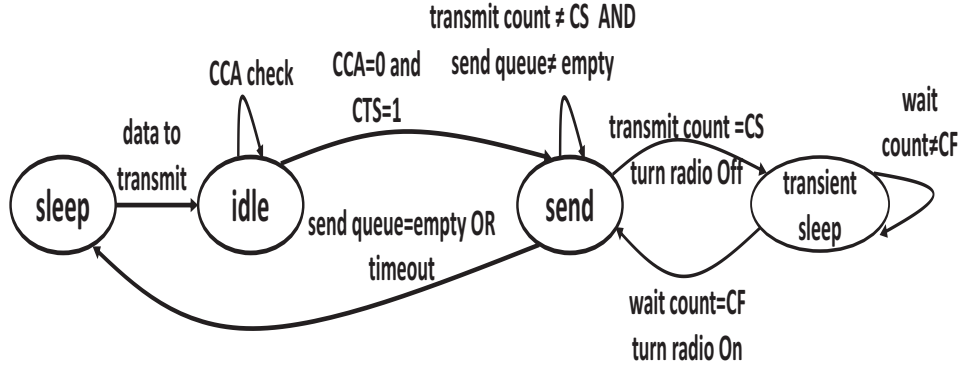 transmit count ≠ CS AND
send queue≠ empty
CCA check
CCA=0 and
CTS=1
wait
count≠CF
data to
transmit
transmit count =CS
turn radio Off
sleep
idle
send
transient
sleep
send queue=empty OR
timeout
wait count=CF
turn radio On